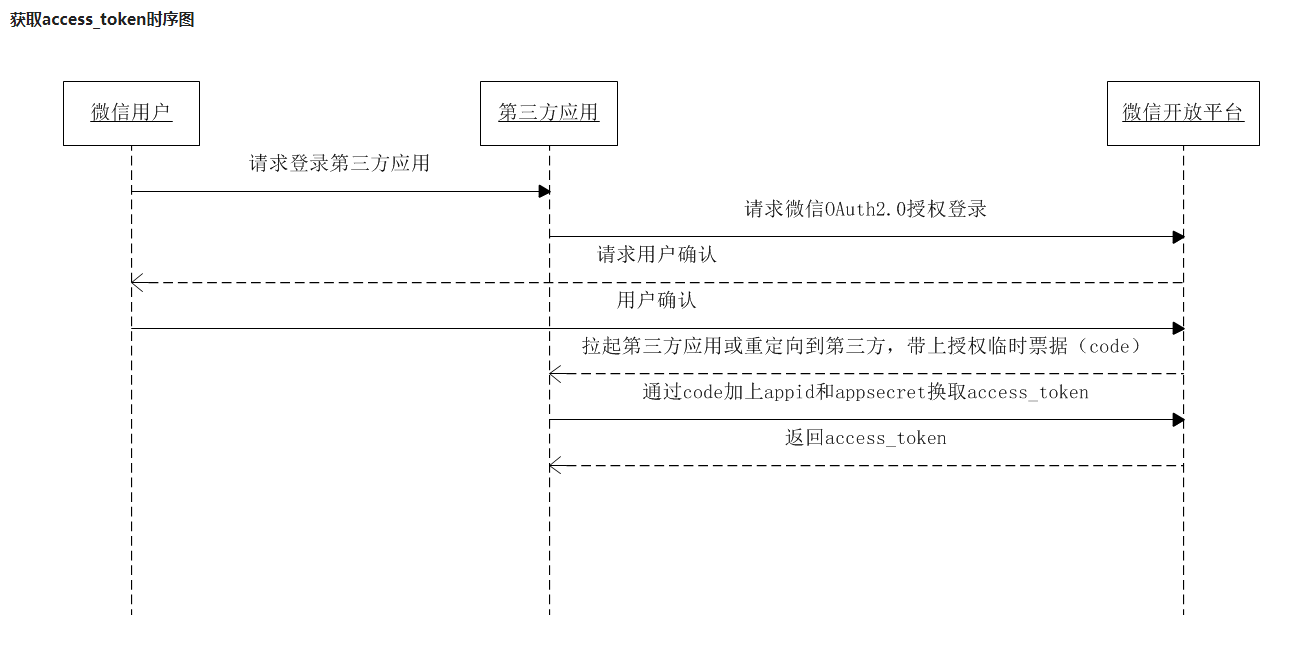 获取access_token时序图
微信用户
第三方应用
微信开放平台
请求登录第三方应用
请求微信OAuth2.0授权登录
请求用户确认
用户确认
拉起第三方应用或重定向到第三方，带上授权临时票据（code）
通过code加上appid和appsecret换取access_token
返回access_token